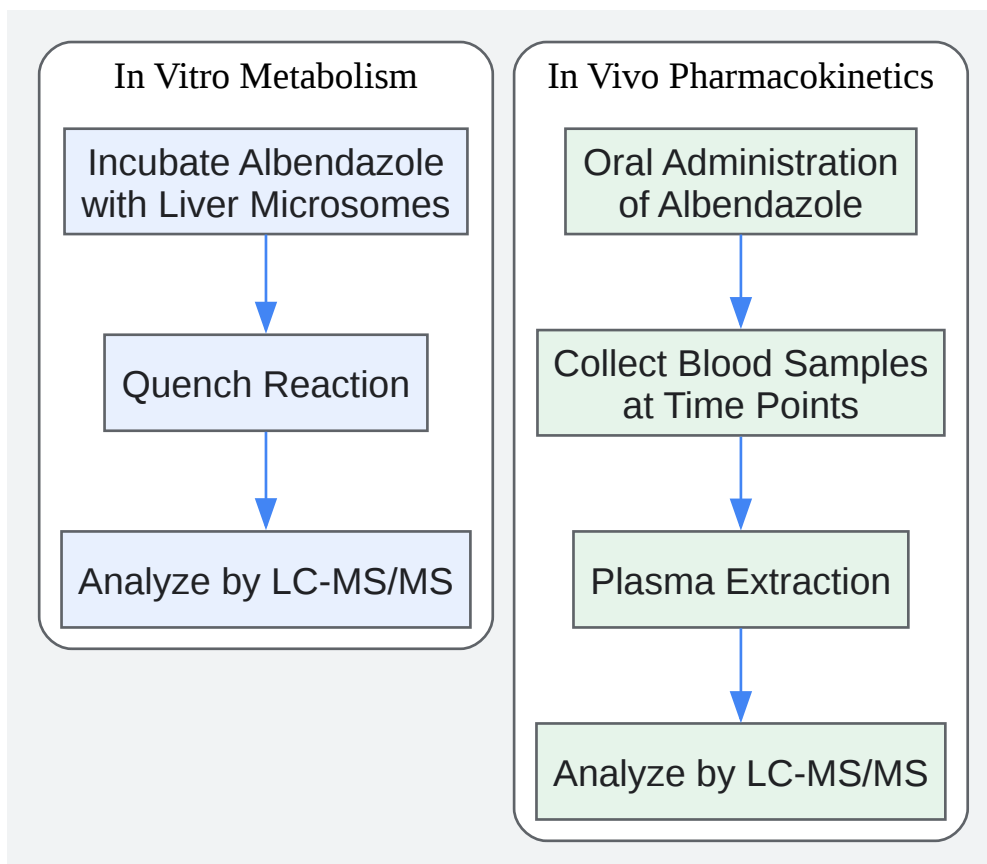 In Vitro Metabolism
Incubate Albendazole
with Liver Microsomes
Quench Reaction
Analyze by LC-MS/MS
In Vivo Pharmacokinetics
Oral Administration
of Albendazole
Collect Blood Samples
at Time Points
Plasma Extraction
Analyze by LC-MS/MS